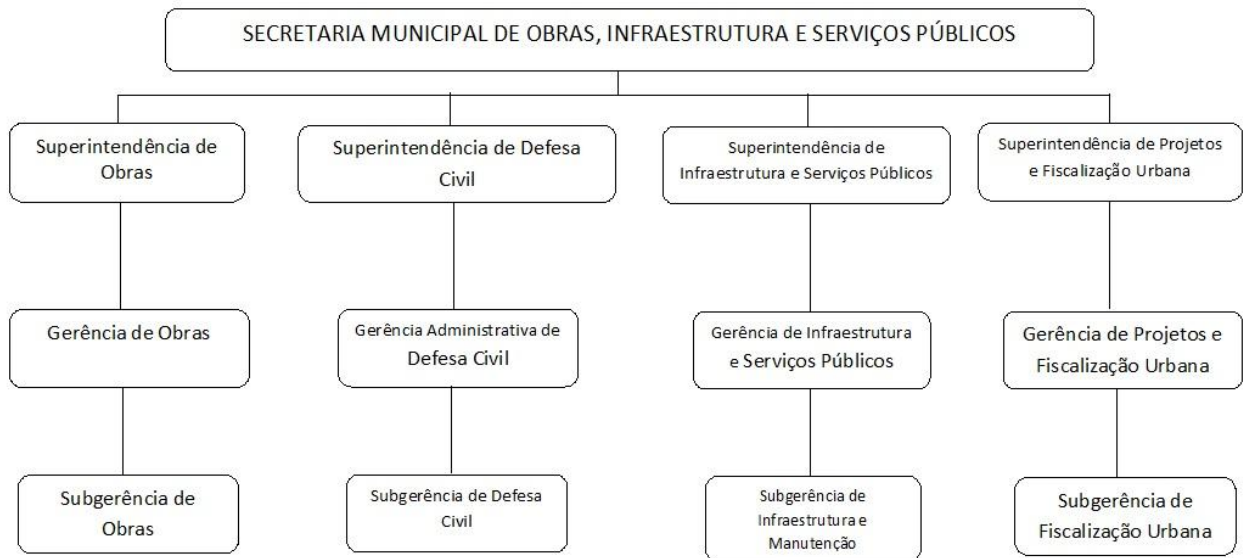 SECRETARIA MUNICIPAL DE OBRAS, INFRAESTRUTURA E SERVIÇOS PÚBLICOS
Superintendência de
Obras
Superintendência de Defesa
Civil
Superintendência de
Infraestrutura e Serviços Públicos
Superintendência de Projetos
e Fiscalização Urbana
Gerência de Obras
Gerência Administrativa de
Defesa Civil
Gerência de Infraestrutura
e Serviços Públicos
Gerência de Projetos e
Fiscalização Urbana
Subgerência de
Obras
Subgerência de Defesa
Civil
Subgerência de
Infraestrutura e
Manutenção
Subgerência de
Fiscalização Urbana